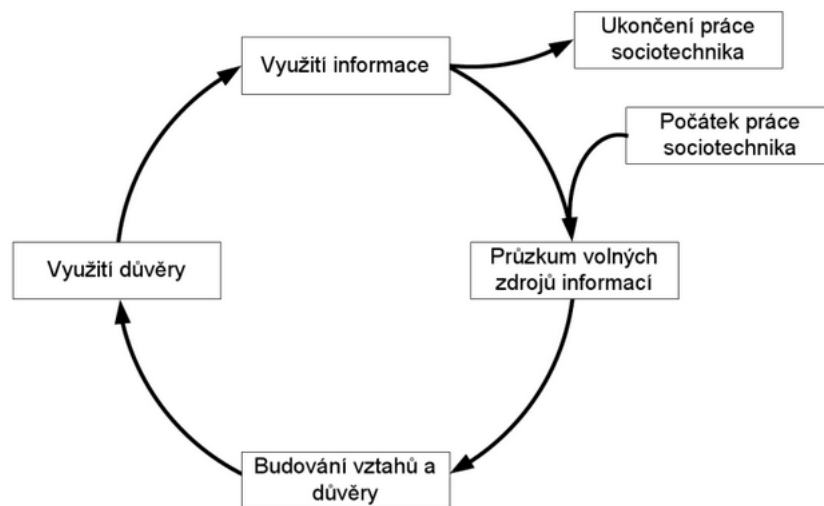 Ukončení práce
sociotechnika
Využití informace
Počátek práce
sociotechnika
Využití důvěry
Průzkum volných
zdrojů informací
Budování vztahů a
důvěry